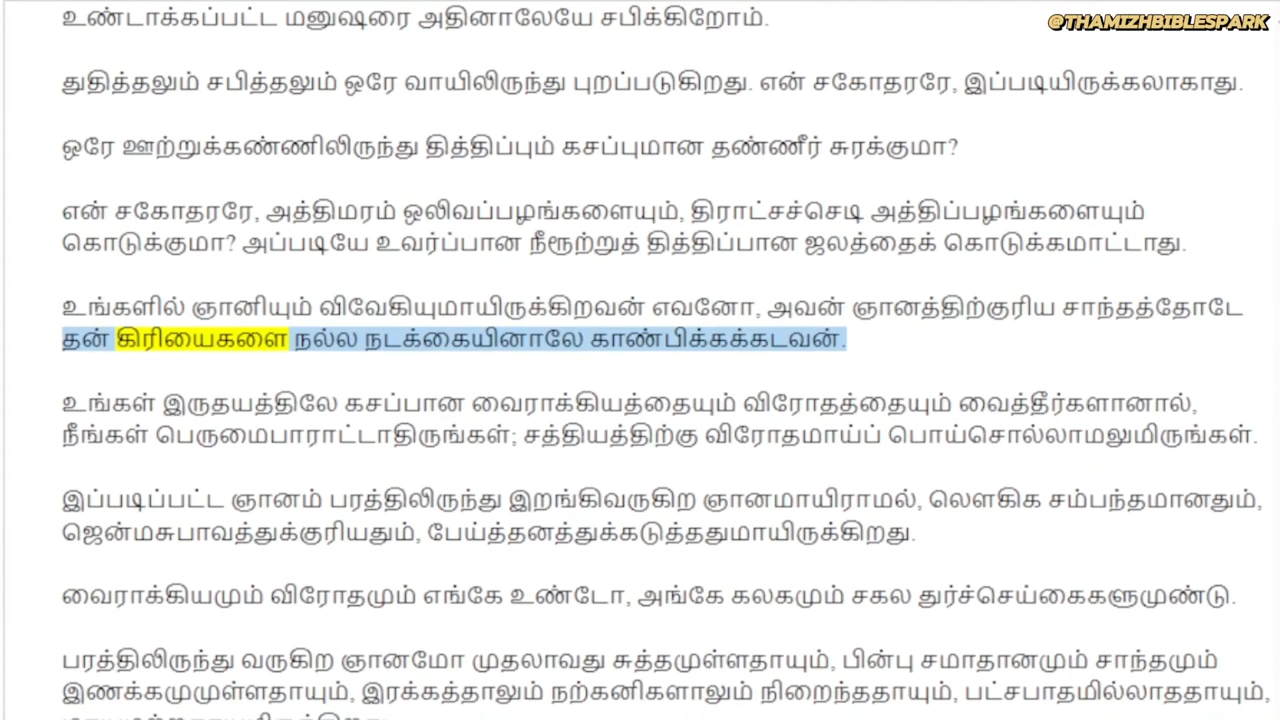 உண்டாக்கப்பட்ட மனுஷரை அதினாலேயே சபிக்கிறோம்.
@THAMIZHBIBLESPARK
துதித்தலும் சபித்தலும் ஒரே வாயிலிருந்து புறப்படுகிறது. என் சகோதரரே, இப்படியிருக்கலாகாது.
ஒரே ஊற்றுக்கண்ணிலிருந்து தித்திப்பும் கசப்புமான தண்ணீர் சுரக்குமா?
என் சகோதரரே, அத்திமரம் ஒலிவப்பழங்களையும், திராட்சச்செடி அத்திப்பழங்களையும்
கொடுக்குமா? அப்படியே உவர்ப்பான நீரூற்றுத் தித்திப்பான ஜலத்தைக் கொடுக்கமாட்டாது.
உங்களில் ஞானியும் விவேகியுமாயிருக்கிறவன் எவனோ, அவன் ஞானத்திற்குரிய சாந்தத்தோடே
தன் கிரியைகளை நல்ல நடக்கையினாலே காண்பிக்கக்கடவன்.
உங்கள் இருதயத்திலே கசப்பான வைராக்கியத்தையும் விரோதத்தையும் வைத்தீர்களானால்,
நீங்கள் பெருமைபாராட்டாதிருங்கள்; சத்தியத்திற்கு விரோதமாய்ப் பொய்சொல்லாமலுமிருங்கள்.
இப்படிப்பட்ட ஞானம் பரத்திலிருந்து இறங்கிவருகிற ஞானமாயிராமல், லௌகிக சம்பந்தமானதும்,
ஜென்மசுபாவத்துக்குரியதும், பேய்த்தனத்துக்கடுத்ததுமாயிருக்கிறது.
வைராக்கியமும் விரோதமும் எங்கே உண்டோ, அங்கே கலகமும் சகல துர்ச்செய்கைகளுமுண்டு.
பரத்திலிருந்து வருகிற ஞானமோ முதலாவது சுத்தமுள்ளதாயும், பின்பு சமாதானமும் சாந்தமும்
இணக்கமுமுள்ளதாயும், இரக்கத்தாலும் நற்கனிகளாலும் நிறைந்ததாயும், பட்சபாதமில்லாததாயும்,